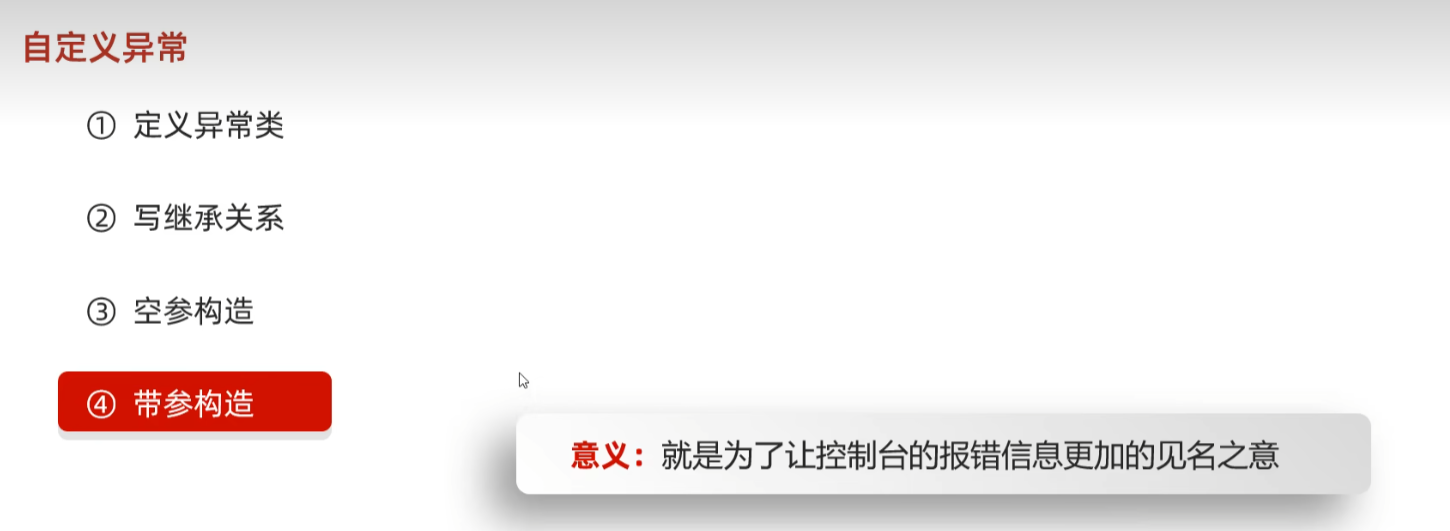 自定义异常
① 定义异常类
② 写继承关系
③ 空参构造
④ 带参构造
意义：就是为了让控制台的报错信息更加的见名之意